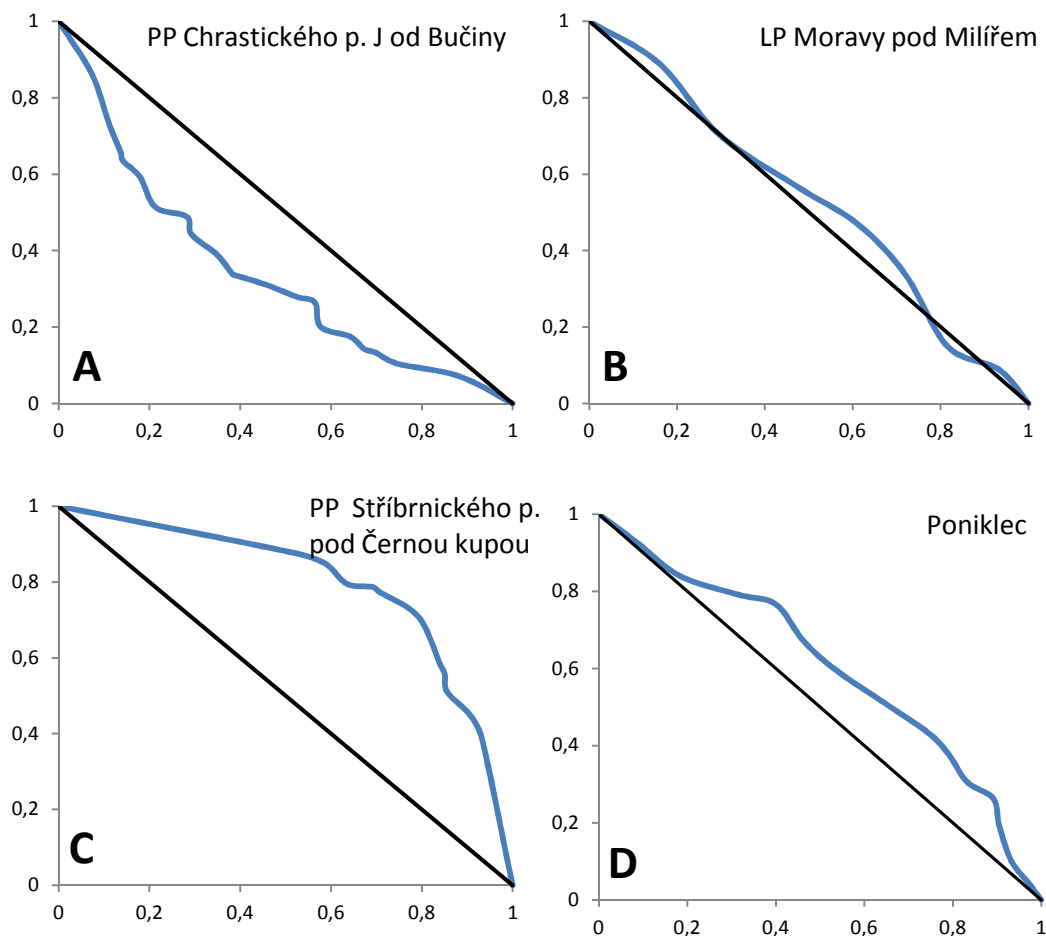 PP Chrastického p. J od Bučiny
1
0,8
0,6
0,4
0,2
0
A
0 0,2 0,4 0,6 0,8 1
LP Moravy pod Milířem
1
0,8
0,6
0,4
0,2
0
B
0 0,2 0,4 0,6 0,8 1
PP Stříbrnického p.
pod Černou kupou
1
0,8
0,6
0,4
0,2
0
C
0 0,2 0,4 0,6 0,8 1
Poniklec
1
0,8
0,6
0,4
0,2
0
D
0 0,2 0,4 0,6 0,8 1